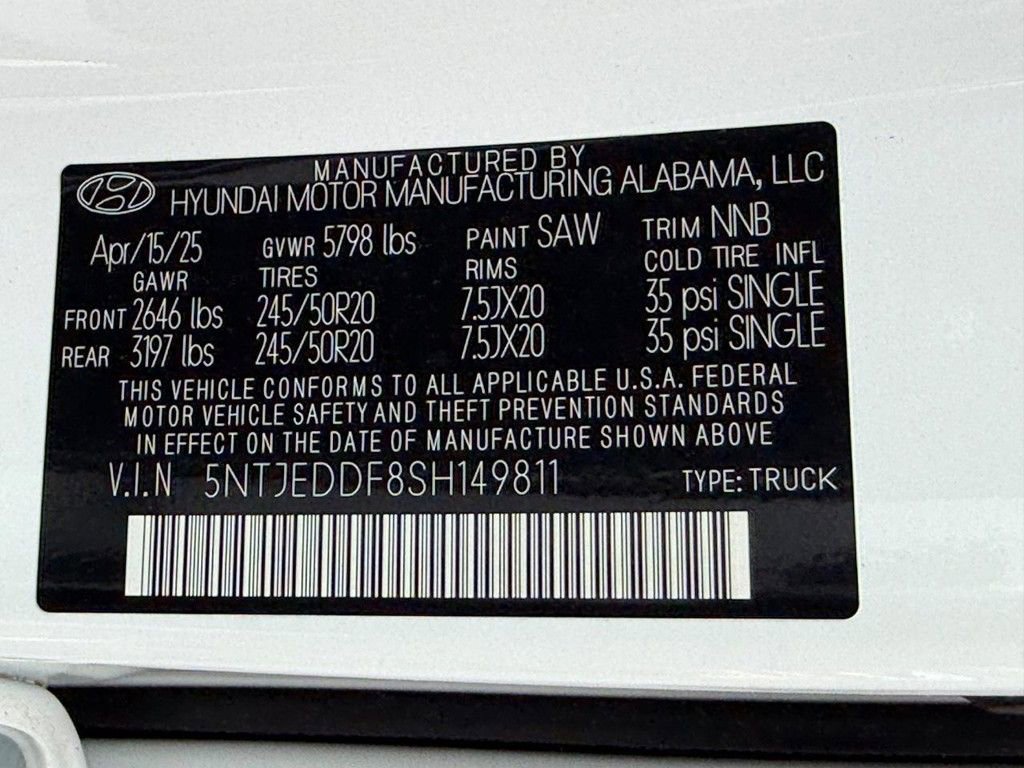 MANUFACTURED BY
HYUNDAI MOTOR MANUFACTURING ALABAMA, LLC
Apr/15/25 GVWR 5798 lbs PAINT SAW TRIM NNB
GAWR TIRES RIMS COLD TIRE INFL
FRONT 2646 lbs 245/50R20 7.5JX20 35 psi SINGLE
REAR 3197 lbs 245/50R20 7.5JX20 35 psi SINGLE
THIS VEHICLE CONFORMS TO ALL APPLICABLE U.S.A. FEDERAL
MOTOR VEHICLE SAFETY AND THEFT PREVENTION STANDARDS
IN EFFECT ON THE DATE OF MANUFACTURE SHOWN ABOVE
V.I.N 5NTJEDDF8SH149811 TYPE: TRUCK